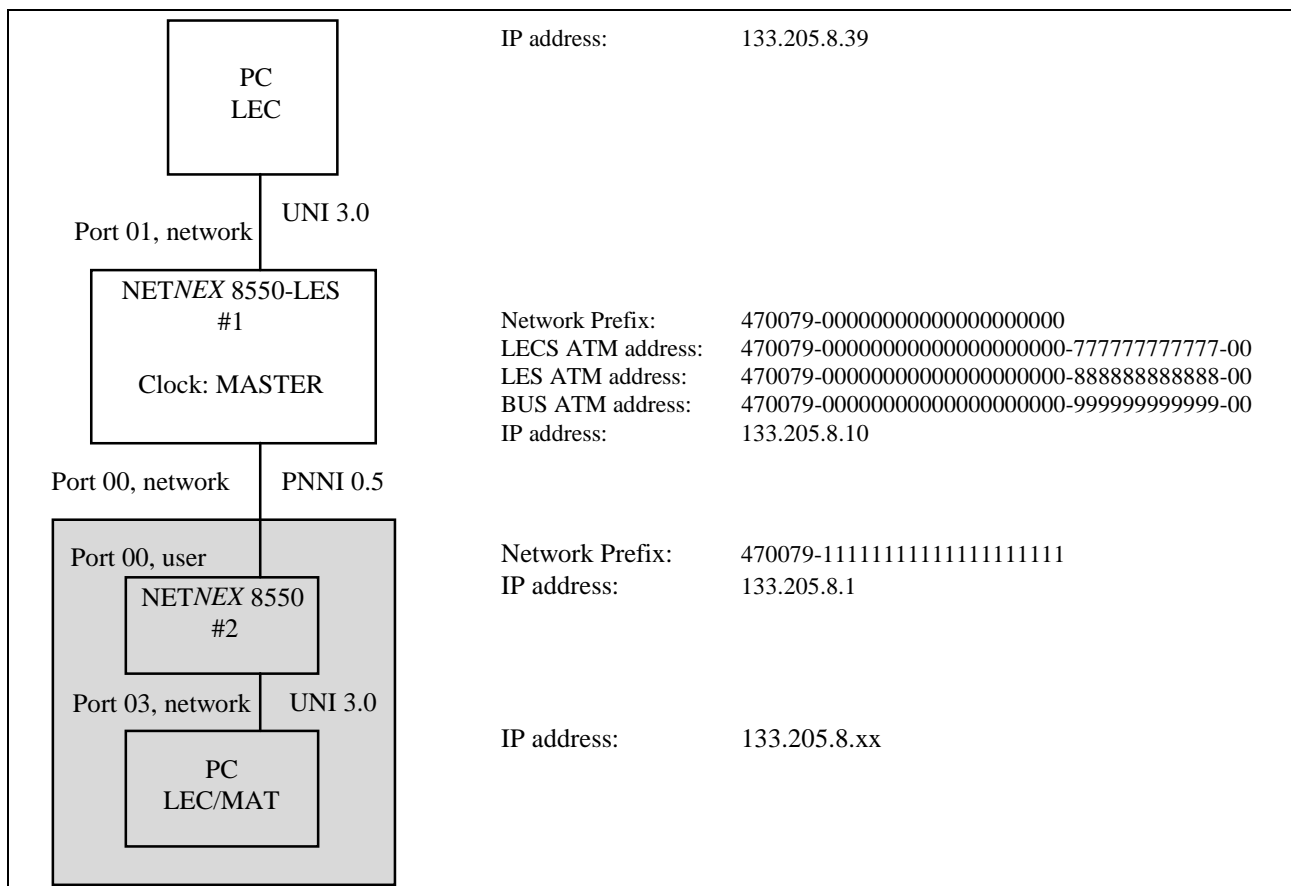 IP address: 133.205.8.39
PC
LEC
UNI 3.0
Port 01, network
NETNEX 8550-LES
#1
Clock: MASTER
Network Prefix: 470079-00000000000000000000
LECS ATM address: 470079-00000000000000000000-777777777777-00
LES ATM address: 470079-00000000000000000000-888888888888-00
BUS ATM address: 470079-00000000000000000000-999999999999-00
IP address: 133.205.8.10
Port 00, network PNNI 0.5
Port 00, user
NETNEX 8550
#2
Network Prefix: 470079-11111111111111111111
IP address: 133.205.8.1
Port 03, network UNI 3.0
PC
LEC/MAT
IP address: 133.205.8.xx